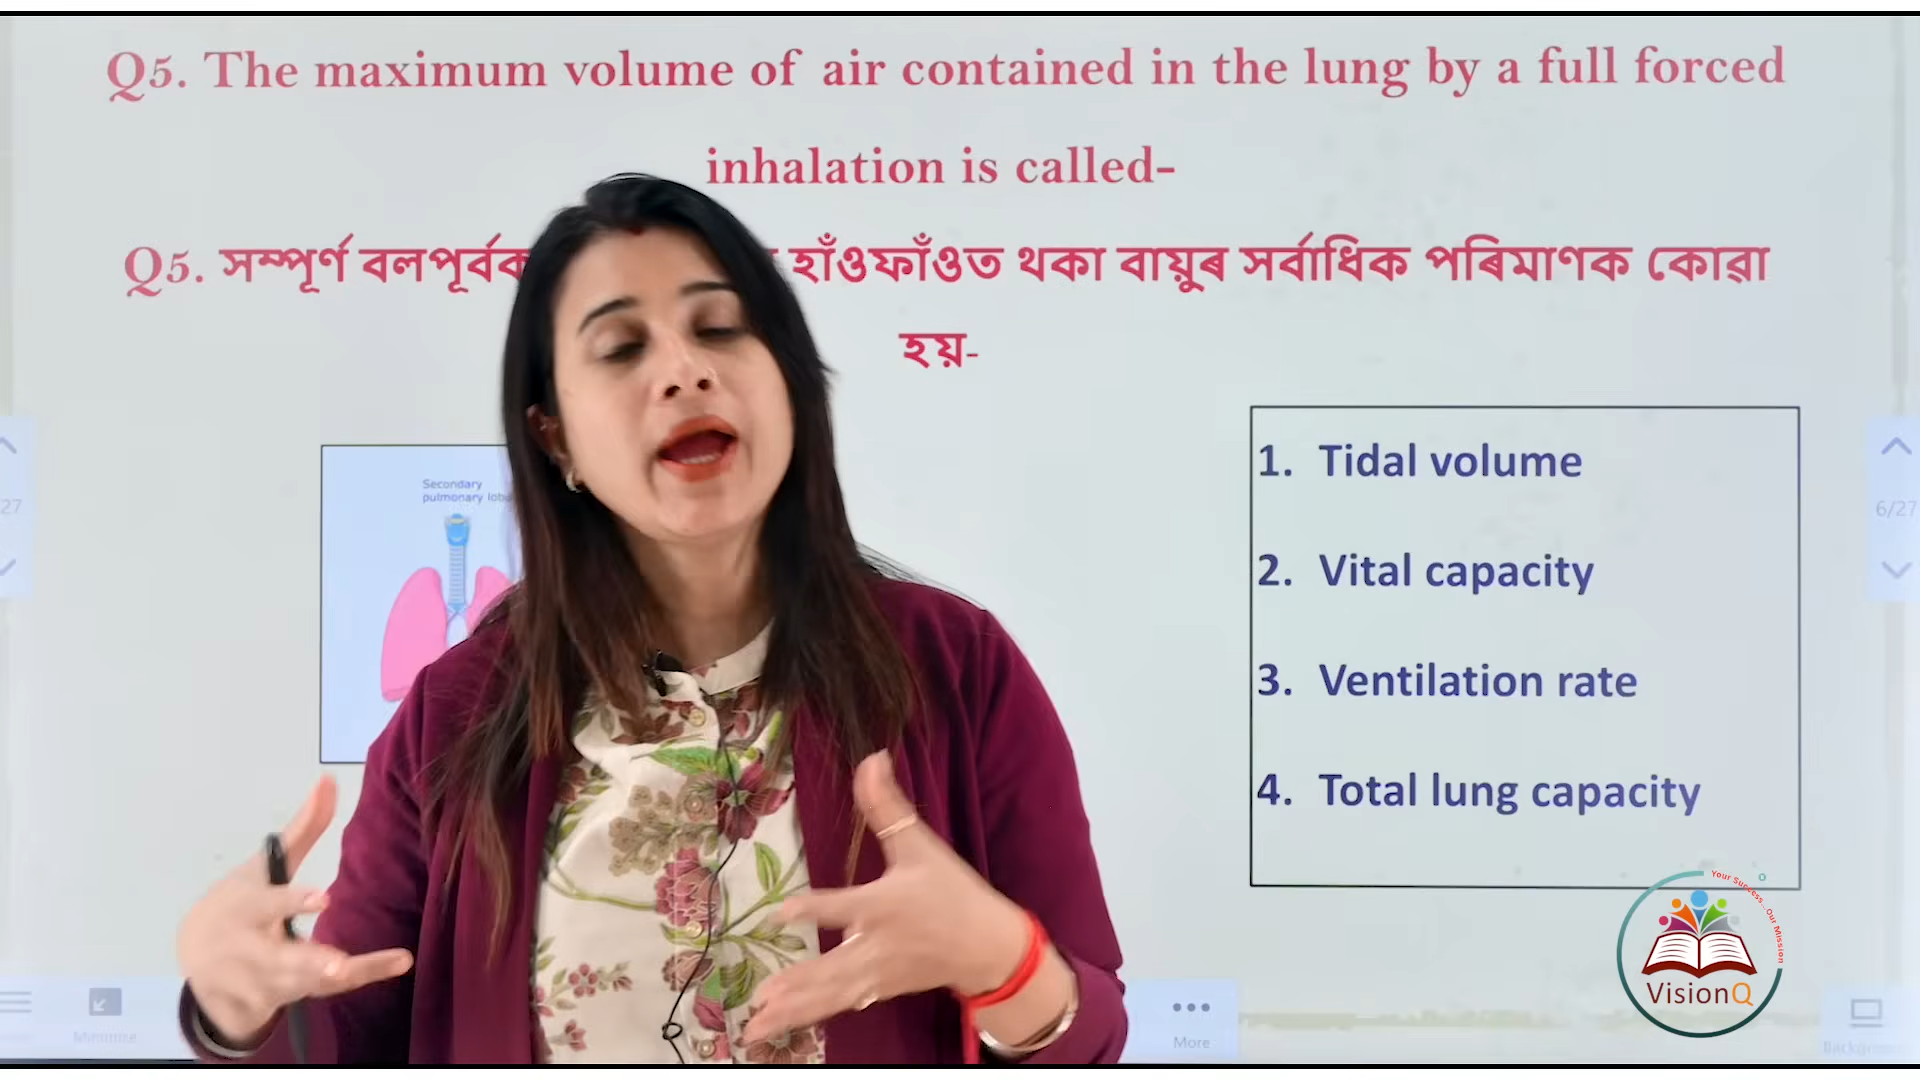 Q5. The maximum volume of air contained in the lung by a full forced
inhalation is called-
Q5. সম্পূৰ্ণ বলপূৰ্বক হাঁওফাঁওত থকা বায়ুৰ সৰ্বাধিক পৰিমাণক কোৱা
হয়-
Secondary
pulmonary
1. Tidal volume
2. Vital capacity
3. Ventilation rate
4. Total lung capacity
27
6/27
Your Success...Our Mission
VisionQ
Minimize
More